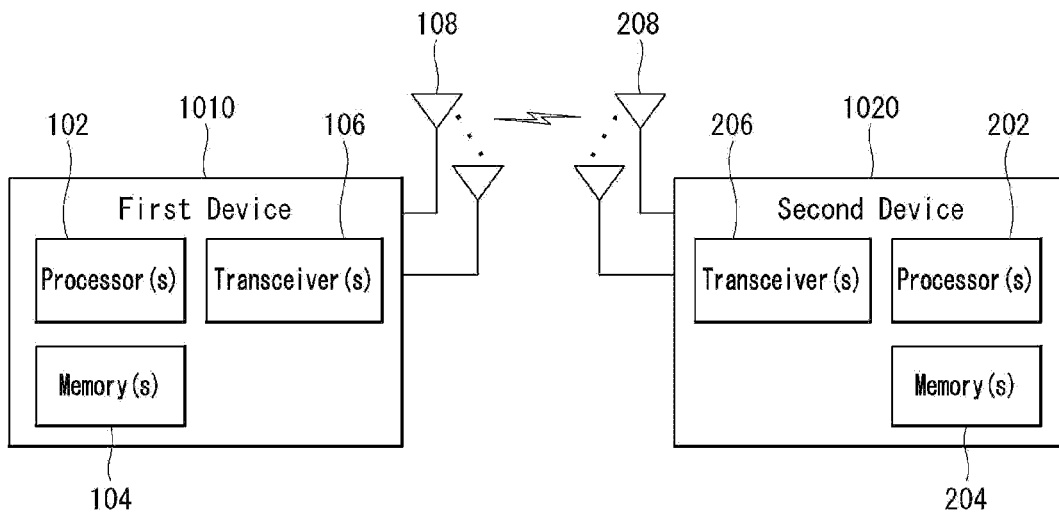 108
208
1010
1020
102
106
206
202
First Device
Second Device
Processor(s)
Transceiver(s)
Transceiver(s)
Processor(s)
Memory(s)
Memory(s)
104
204